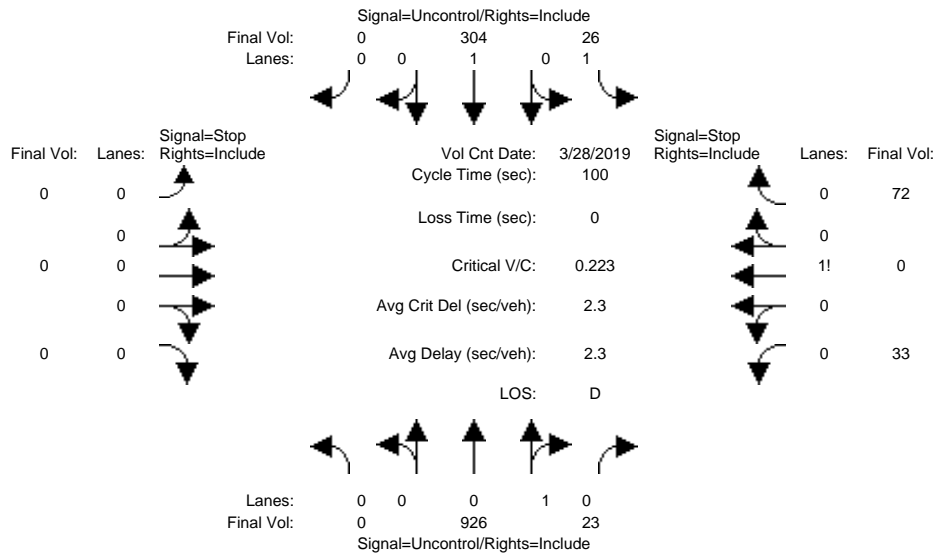 Signal=Uncontrol/Rights=Include
Final Vol: 0 304 26
Lanes: 0 0 1 0 1
Signal=Stop
Final Vol: Lanes: Rights=Include
Vol Cnt Date: 3/28/2019
Signal=Stop
Rights=Include Lanes: Final Vol:
Cycle Time (sec): 100
0 0
0 72
Loss Time (sec): 0
0
0
0 0
Critical V/C: 0.223
1! 0
0
Avg Crit Del (sec/veh): 2.3
0
0 0
Avg Delay (sec/veh): 2.3
0 33
LOS: D
Lanes: 0 0 0 1 0
Final Vol: 0 926 23
Signal=Uncontrol/Rights=Include